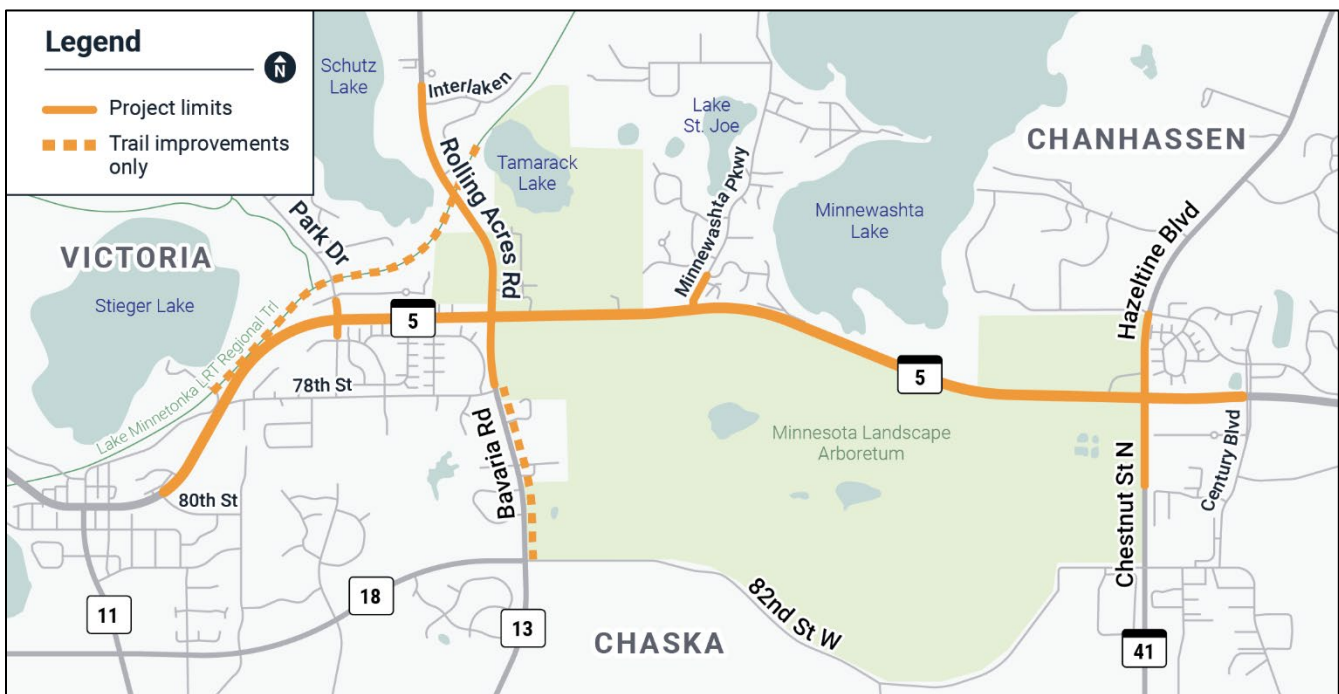 Legend
N
Project limits
Trail improvements
only
Schutz
Lake
Interlaken
Lake
St. Joe
CHANHASSEN
Rolling Acres Rd
Tamarack
Lake
Minnewashta Pkwy
Minnewashta
Lake
Park Dr
VICTORIA
Stieger Lake
Hazeltine Blvd
Lake Minnetonka LRT Regional Trl
5
5
78th St
Minnesota Landscape
Arboretum
Bavaria Rd
80th St
Century Blvd
Chestnut St N
18
82nd St W
11
13
CHASKA
41